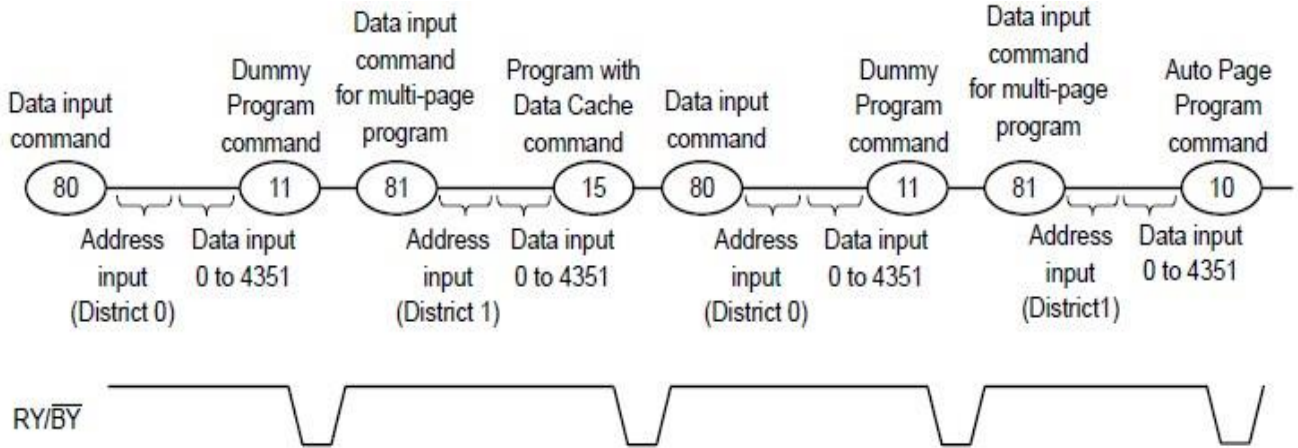 Data input
command
Dummy
Program
command
Data input
command
for multi-page
program
Program with
Data Cache
command
Data input
command
Dummy
Program
command
Data input
command
for multi-page
program
Auto Page
Program
command
80
11
81
15
80
11
81
10
Address
input
(District 0)
Data input
0 to 4351
Address
input
(District 1)
Data input
0 to 4351
Address
input
(District 0)
Data input
0 to 4351
Address
input
(District1)
Data input
0 to 4351
RY/B̅Y̅